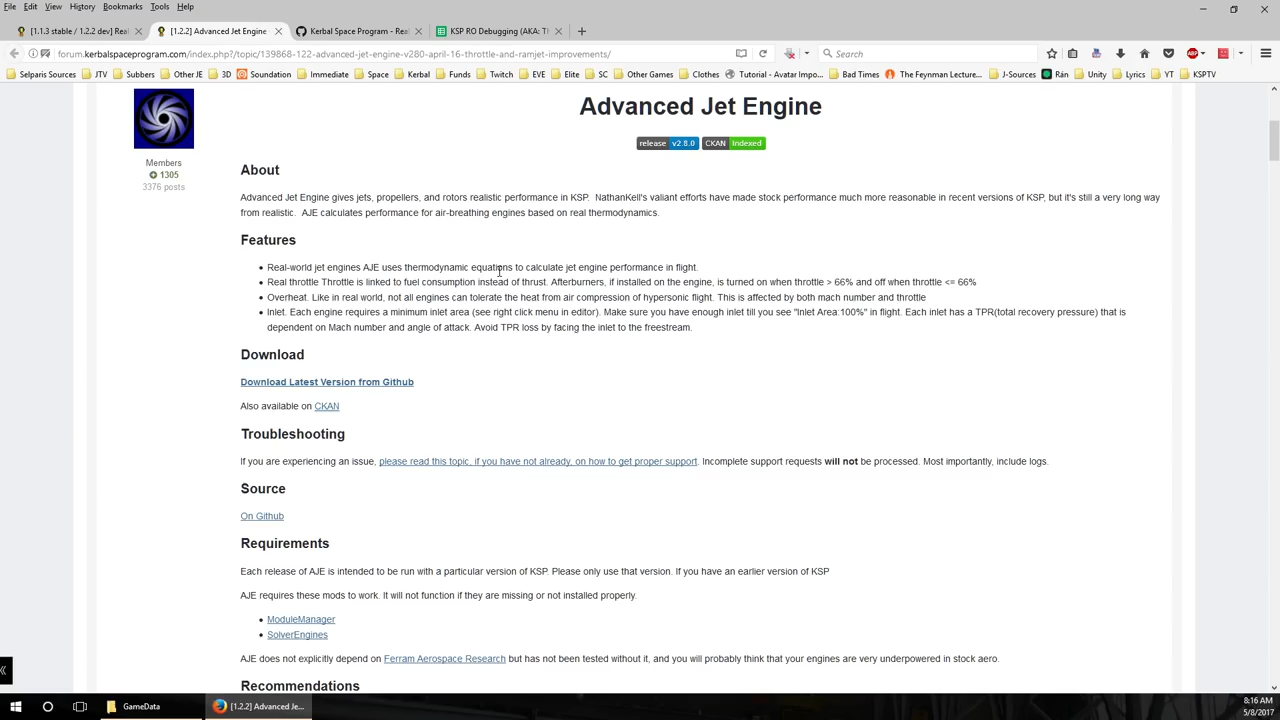 File Edit View History Bookmarks Tools Help
[1.1.3 stable / 1.2.2 dev] Real
[1.2.2] Advanced Jet Engine
Kerbal Space Program - Rea
KSP RO Debugging (AKA: Th
forum.kerbalspaceprogram.com/index.php?/topic/139868-122-advanced-jet-engine-v280-april-16-throttle-and-ramjet-improvements/
Search
Selparis Sources JTV Subbers Other JE 3D Soundation Immediate Space Kerbal Funds Twitch EVE Elite SC Other Games Clothes Tutorial - Avatar Impo... Bad Times The Feynman Lecture... J-Sources Rán Unity Lyrics YT KSPTV
Advanced Jet Engine
release v2.8.0 CKAN Indexed
Members
1305
3376 posts
About
Advanced Jet Engine gives jets, propellers, and rotors realistic performance in KSP. NathanKell's valiant efforts have made stock performance much more reasonable in recent versions of KSP, but it's still a very long way
from realistic. AJE calculates performance for air-breathing engines based on real thermodynamics.
Features
Real-world jet engines AJE uses thermodynamic equations to calculate jet engine performance in flight.
Real throttle Throttle is linked to fuel consumption instead of thrust. Afterburners, if installed on the engine, is turned on when throttle > 66% and off when throttle <= 66%
Overheat. Like in real world, not all engines can tolerate the heat from air compression of hypersonic flight. This is affected by both mach number and throttle
Inlet. Each engine requires a minimum inlet area (see right click menu in editor). Make sure you have enough inlet till you see "Inlet Area:100%" in flight. Each inlet has a TPR(total recovery pressure) that is
dependent on Mach number and angle of attack. Avoid TPR loss by facing the inlet to the freestream.
Download
Download Latest Version from Github
Also available on CKAN
Troubleshooting
If you are experiencing an issue, please read this topic, if you have not already, on how to get proper support. Incomplete support requests will not be processed. Most importantly, include logs.
Source
On Github
Requirements
Each release of AJE is intended to be run with a particular version of KSP. Please only use that version. If you have an earlier version of KSP
AJE requires these mods to work. It will not function if they are missing or not installed properly.
ModuleManager
SolverEngines
AJE does not explicitly depend on Ferram Aerospace Research but has not been tested without it, and you will probably think that your engines are very underpowered in stock aero.
Recommendations
GameData
[1.2.2] Advanced Je...
8:16 AM
5/8/2017